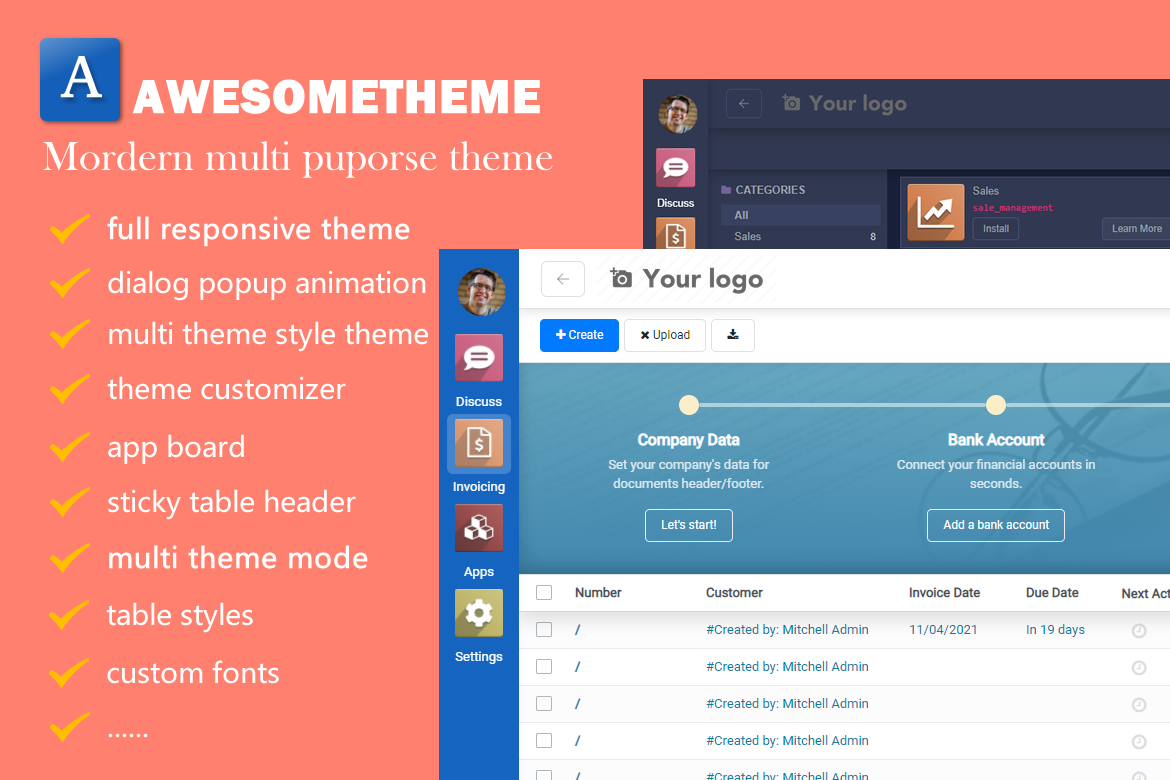 A
AWESOMETHEME
Mordern multi puporse theme
full responsive theme
dialog popup animation
multi theme style theme
theme customizer
app board
sticky table header
multi theme mode
table styles
custom fonts
......
Your logo
Discuss
CATEGORIES
All
Sales 8
Sales
sale_management
Install
Learn More
Your logo
Create
Upload
Discuss
Invoicing
Apps
Settings
Company Data
Set your company's data for
documents header/footer.
Let's start!
Bank Account
Connect your financial accounts in
seconds.
Add a bank account
Number Customer Invoice Date Due Date Next Act
/ #Created by: Mitchell Admin 11/04/2021 In 19 days
/ #Created by: Mitchell Admin
/ #Created by: Mitchell Admin
/ #Created by: Mitchell Admin
/ #Created by: Mitchell Admin